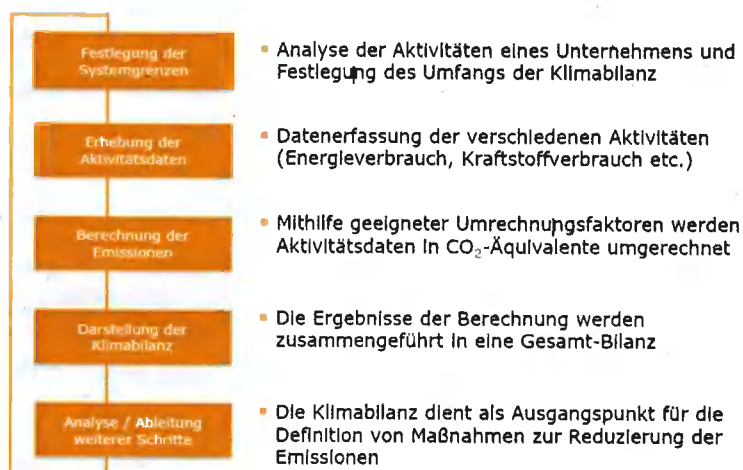 Festlegung der
Systemgrenzen
• Analyse der Aktivitäten eines Unternehmens und
Festlegung des Umfangs der Klimabilanz
Erhebung der
Aktivitätsdaten
• Datenerfassung der verschiedenen Aktivitäten
(Energieverbrauch, Kraftstoffverbrauch etc.)
Berechnung der
Emissionen
• Mithilfe geeigneter Umrechnungsfaktoren werden
Aktivitätsdaten in CO₂-Äquivalente umgerechnet
Darstellung der
Klimabilanz
• Die Ergebnisse der Berechnung werden
zusammengeführt in eine Gesamt-Bilanz
Analyse / Ableitung
weiterer Schritte
• Die Klimabilanz dient als Ausgangspunkt für die
Definition von Maßnahmen zur Reduzierung der
Emissionen